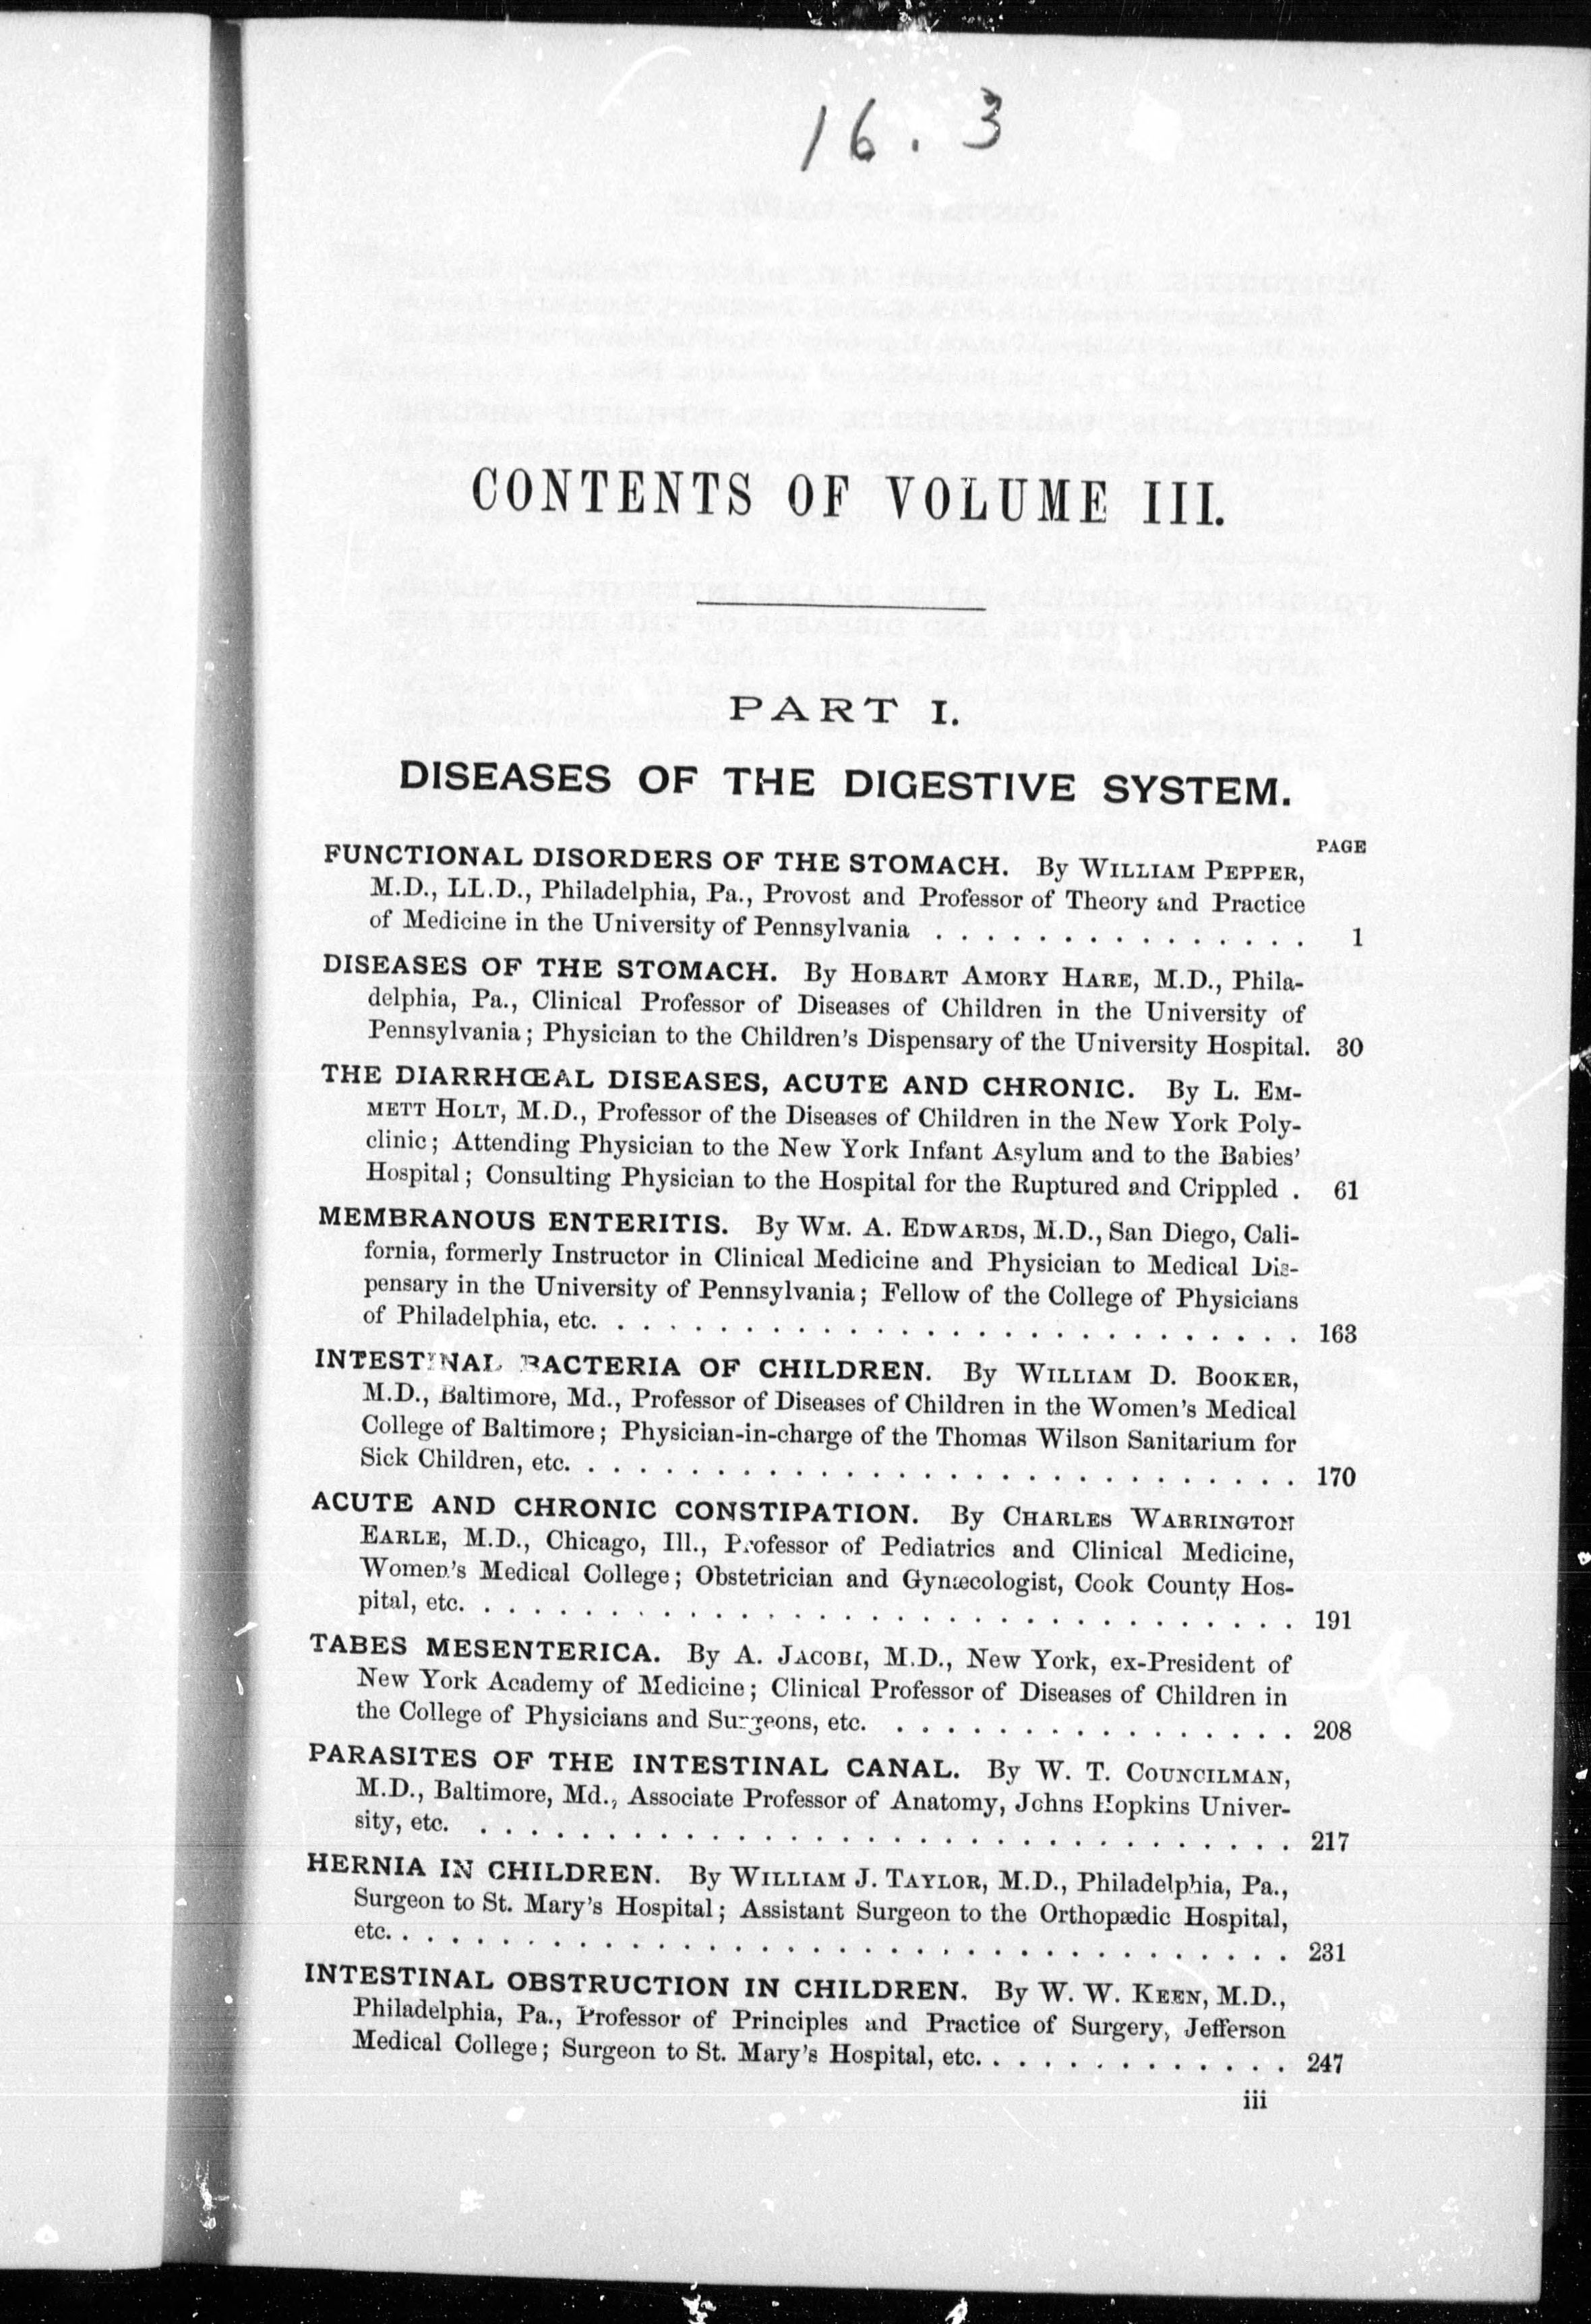 16.3
CONTENTS OF VOLUME III.
PART I.
DISEASES OF THE DIGESTIVE SYSTEM.
PAGE
FUNCTIONAL DISORDERS OF THE STOMACH. By WILLIAM PEPPER,
M.D., LL.D., Philadelphia, Pa., Provost and Professor of Theory and Practice
of Medicine in the University of Pennsylvania . . . . . . . . . . . . . . . 1
DISEASES OF THE STOMACH. By HOBART AMORY HARE, M.D., Phila-
delphia, Pa., Clinical Professor of Diseases of Children in the University of
Pennsylvania; Physician to the Children's Dispensary of the University Hospital. 30
THE DIARRHŒAL DISEASES, ACUTE AND CHRONIC. By L. EM-
METT HOLT, M.D., Professor of the Diseases of Children in the New York Poly-
clinic; Attending Physician to the New York Infant Asylum and to the Babies'
Hospital; Consulting Physician to the Hospital for the Ruptured and Crippled . 61
MEMBRANOUS ENTERITIS. By WM. A. EDWARDS, M.D., San Diego, Cali-
fornia, formerly Instructor in Clinical Medicine and Physician to Medical Dis-
pensary in the University of Pennsylvania; Fellow of the College of Physicians
of Philadelphia, etc. . . . . . . . . . . . . . . . . . . . . . . . . . . . 163
INTESTINAL BACTERIA OF CHILDREN. By WILLIAM D. BOOKER,
M.D., Baltimore, Md., Professor of Diseases of Children in the Women's Medical
College of Baltimore; Physician-in-charge of the Thomas Wilson Sanitarium for
Sick Children, etc. . . . . . . . . . . . . . . . . . . . . . . . . . . . . 170
ACUTE AND CHRONIC CONSTIPATION. By CHARLES WARRINGTON
EARLE, M.D., Chicago, Ill., Professor of Pediatrics and Clinical Medicine,
Women's Medical College; Obstetrician and Gynæcologist, Cook County Hos-
pital, etc. . . . . . . . . . . . . . . . . . . . . . . . . . . . . . . . . 191
TABES MESENTERICA. By A. JACOBI, M.D., New York, ex-President of
New York Academy of Medicine; Clinical Professor of Diseases of Children in
the College of Physicians and Surgeons, etc. . . . . . . . . . . . . . . . . 208
PARASITES OF THE INTESTINAL CANAL. By W. T. COUNCILMAN,
M.D., Baltimore, Md., Associate Professor of Anatomy, Johns Hopkins Univer-
sity, etc. . . . . . . . . . . . . . . . . . . . . . . . . . . . . . . . . 217
HERNIA IN CHILDREN. By WILLIAM J. TAYLOR, M.D., Philadelphia, Pa.,
Surgeon to St. Mary's Hospital; Assistant Surgeon to the Orthopædic Hospital,
etc. . . . . . . . . . . . . . . . . . . . . . . . . . . . . . . . . . . . 231
INTESTINAL OBSTRUCTION IN CHILDREN. By W. W. KEEN, M.D.,
Philadelphia, Pa., Professor of Principles and Practice of Surgery, Jefferson
Medical College; Surgeon to St. Mary's Hospital, etc. . . . . . . . . . . . . 247
iii